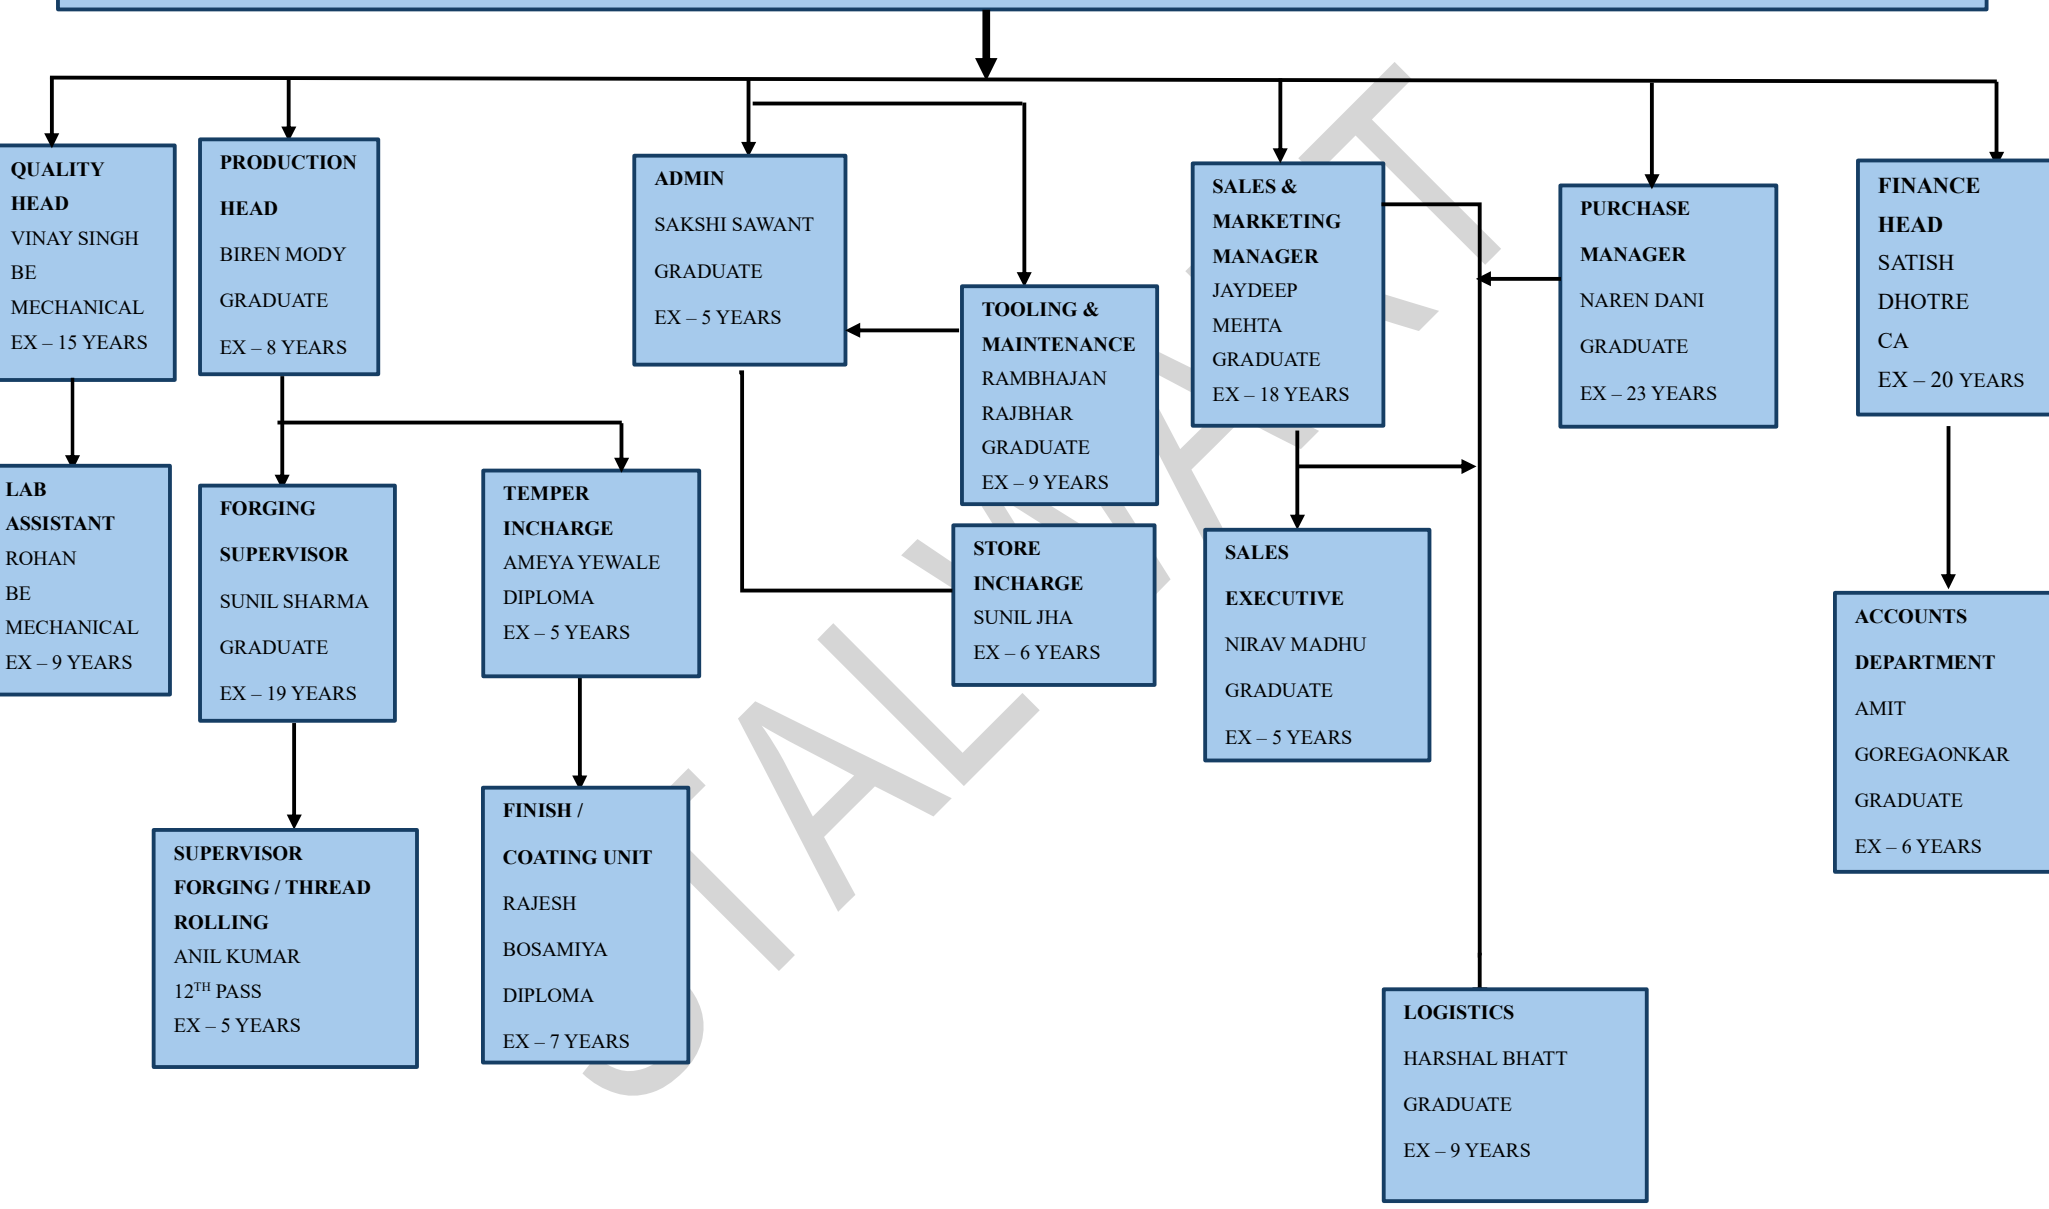 QUALITY
HEAD
VINAY SINGH
BE
MECHANICAL
EX – 15 YEARS
PRODUCTION
HEAD
BIREN MODY
GRADUATE
EX – 8 YEARS
ADMIN
SAKSHI SAWANT
GRADUATE
EX – 5 YEARS
TOOLING &
MAINTENANCE
RAMBHAJAN
RAJBHAR
GRADUATE
EX – 9 YEARS
SALES &
MARKETING
MANAGER
JAYDEEP
MEHTA
GRADUATE
EX – 18 YEARS
PURCHASE
MANAGER
NAREN DANI
GRADUATE
EX – 23 YEARS
FINANCE
HEAD
SATISH
DHOTRE
CA
EX – 20 YEARS
LAB
ASSISTANT
ROHAN
BE
MECHANICAL
EX – 9 YEARS
FORGING
SUPERVISOR
SUNIL SHARMA
GRADUATE
EX – 19 YEARS
TEMPER
INCHARGE
AMEYA YEWALE
DIPLOMA
EX – 5 YEARS
STORE
INCHARGE
SUNIL JHA
EX – 6 YEARS
SALES
EXECUTIVE
NIRAV MADHU
GRADUATE
EX – 5 YEARS
ACCOUNTS
DEPARTMENT
AMIT
GOREGAONKAR
GRADUATE
EX – 6 YEARS
SUPERVISOR
FORGING / THREAD
ROLLING
ANIL KUMAR
12TH PASS
EX – 5 YEARS
FINISH /
COATING UNIT
RAJESH
BOSAMIYA
DIPLOMA
EX – 7 YEARS
LOGISTICS
HARSHAL BHATT
GRADUATE
EX – 9 YEARS
STALWART